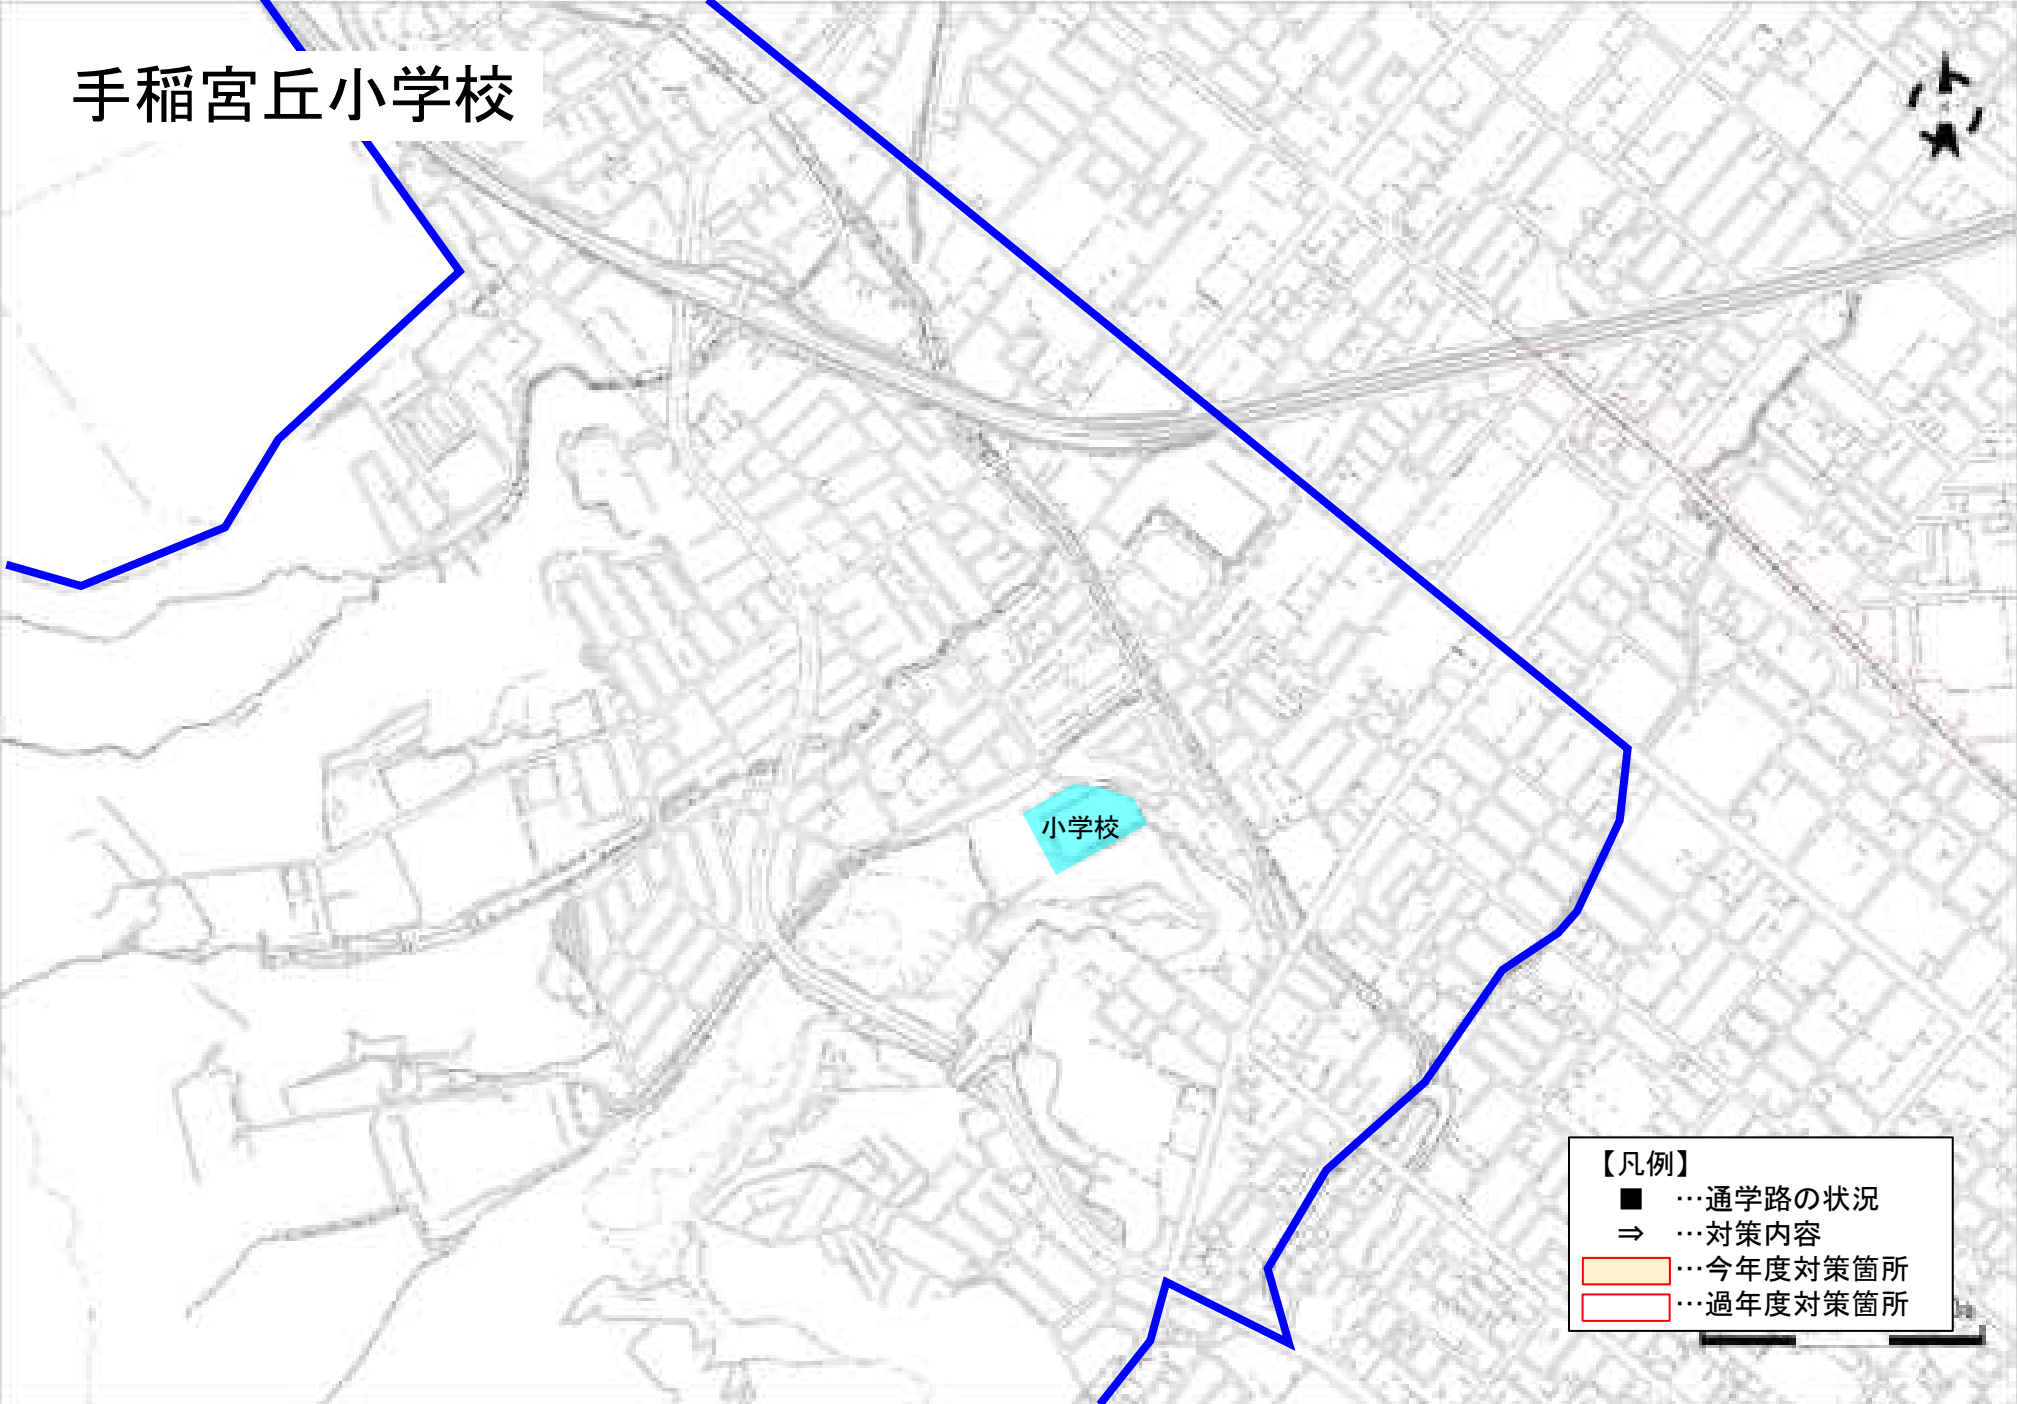 手稲宮丘小学校
小学校
【凡例】
■ …通学路の状況
⇒ …対策内容
…今年度対策箇所
…過年度対策箇所